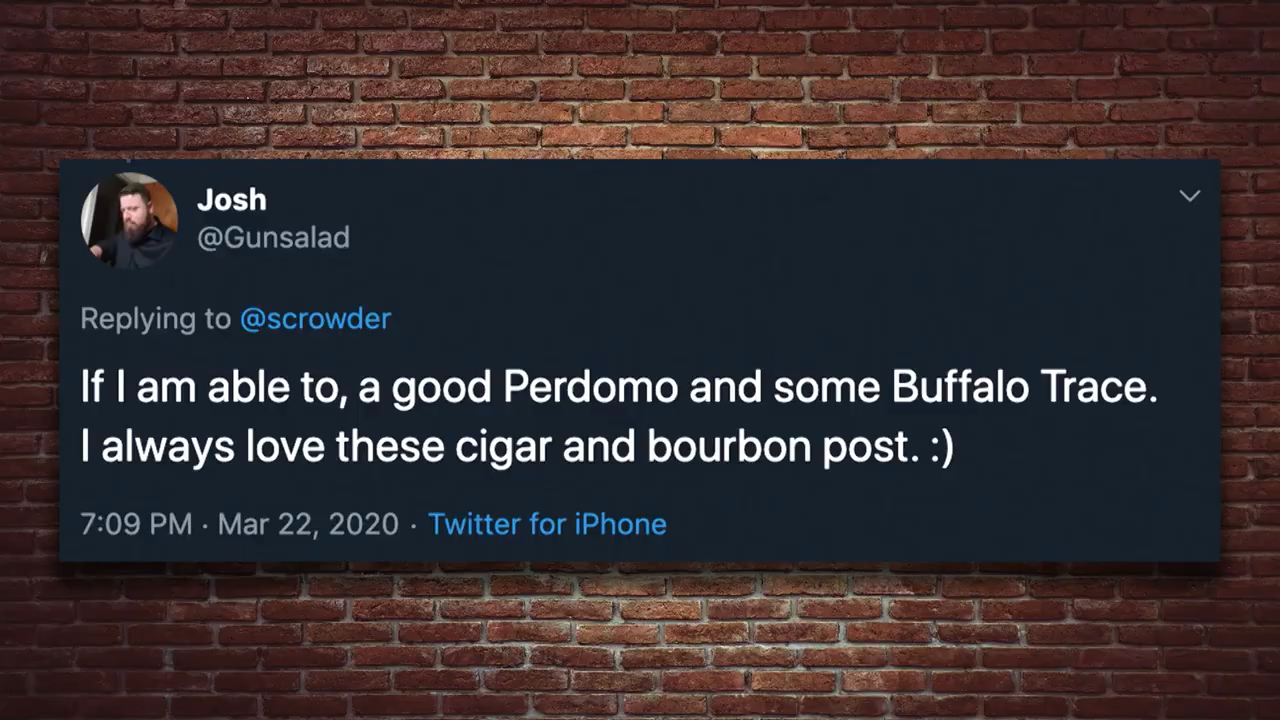 Josh
@Gunsalad
Replying to @scrowder
If I am able to, a good Perdomo and some Buffalo Trace.
I always love these cigar and bourbon post. :)
7:09 PM · Mar 22, 2020 · Twitter for iPhone